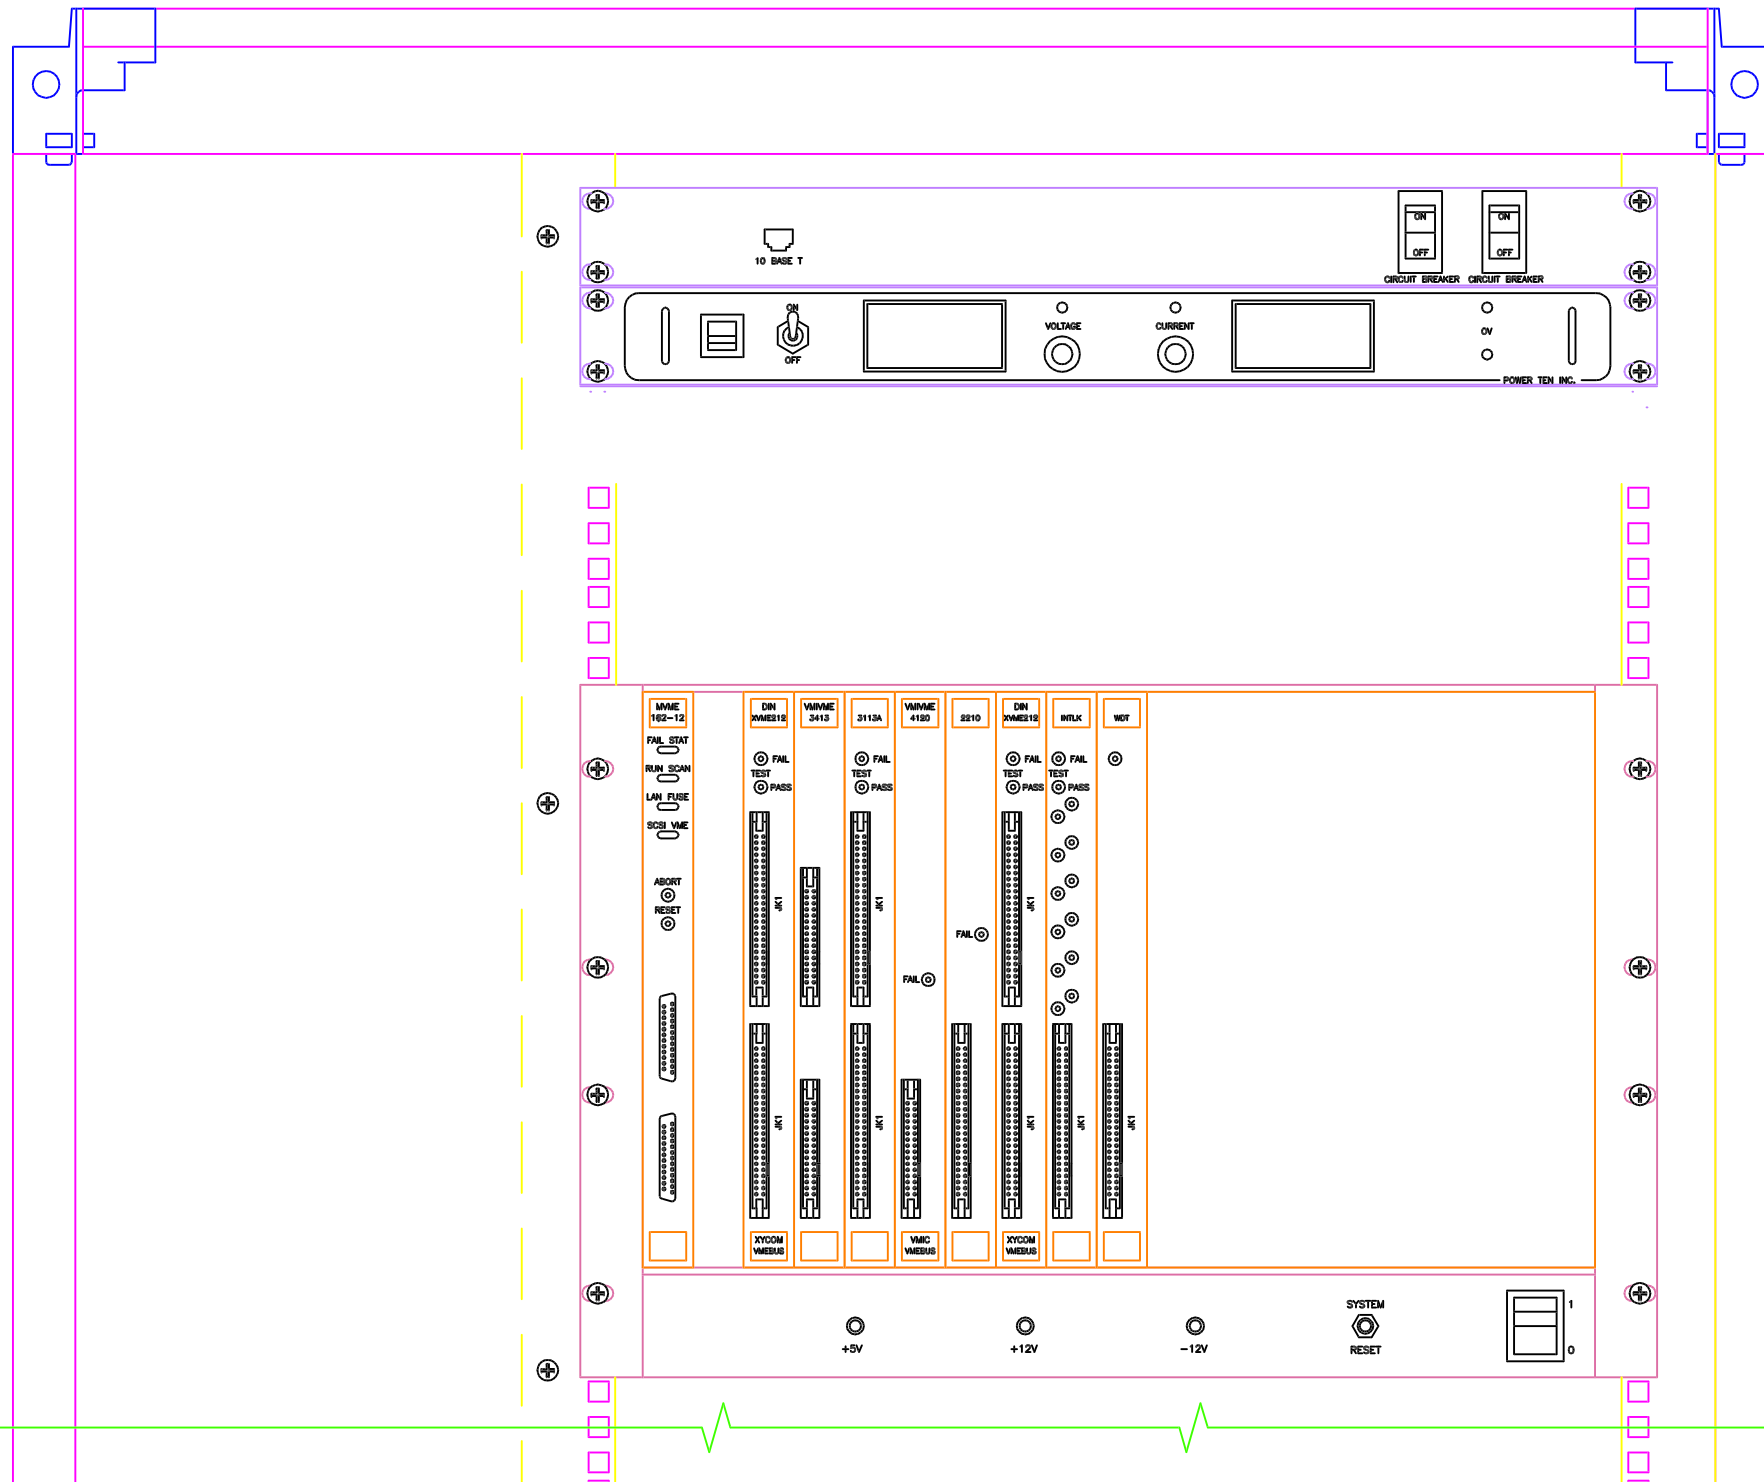 ON
ON
OFF
OFF
10 BASE T
CIRCUIT BREAKER
CIRCUIT BREAKER
ON
VOLTAGE
CURRENT
OV
OFF
POWER TEN INC.
MVME
162-12
DIN
XVME212
VMIVME
3413
3113A
VMIVME
4120
2210
DIN
XVME212
INTLK
WDT
FAIL STAT
RUN SCAN
LAN FUSE
SCSI VME
ABORT
RESET
FAIL
TEST
PASS
FAIL
TEST
PASS
FAIL
TEST
PASS
FAIL
TEST
PASS
JK1
JK1
JK1
FAIL
FAIL
JK1
JK1
JK1
JK1
JK1
XYCOM
VMEBUS
VMIC
VMEBUS
XYCOM
VMEBUS
+5V
+12V
-12V
SYSTEM
RESET
1
0